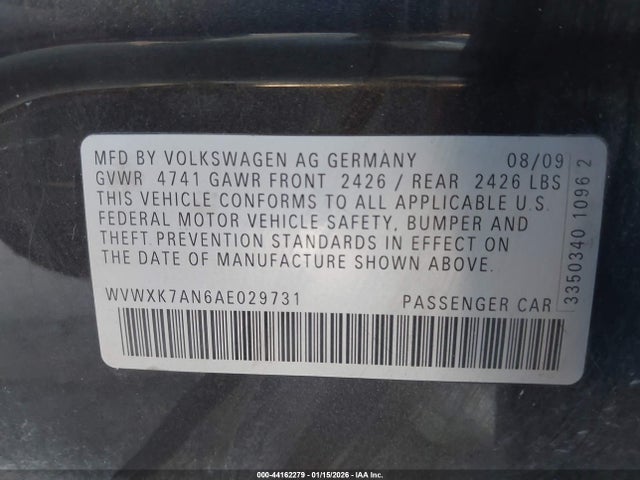 MFD BY VOLKSWAGEN AG GERMANY 08/09
GVWR 4741 GAWR FRONT 2426 / REAR 2426 LBS
THIS VEHICLE CONFORMS TO ALL APPLICABLE U.S.
FEDERAL MOTOR VEHICLE SAFETY, BUMPER AND
THEFT PREVENTION STANDARDS IN EFFECT ON
THE DATE OF MANUFACTURE SHOWN ABOVE.
WVWXK7AN6AE029731 PASSENGER CAR
3350340 1096 2
000-44162279 - 01/15/2026 - IAA Inc.